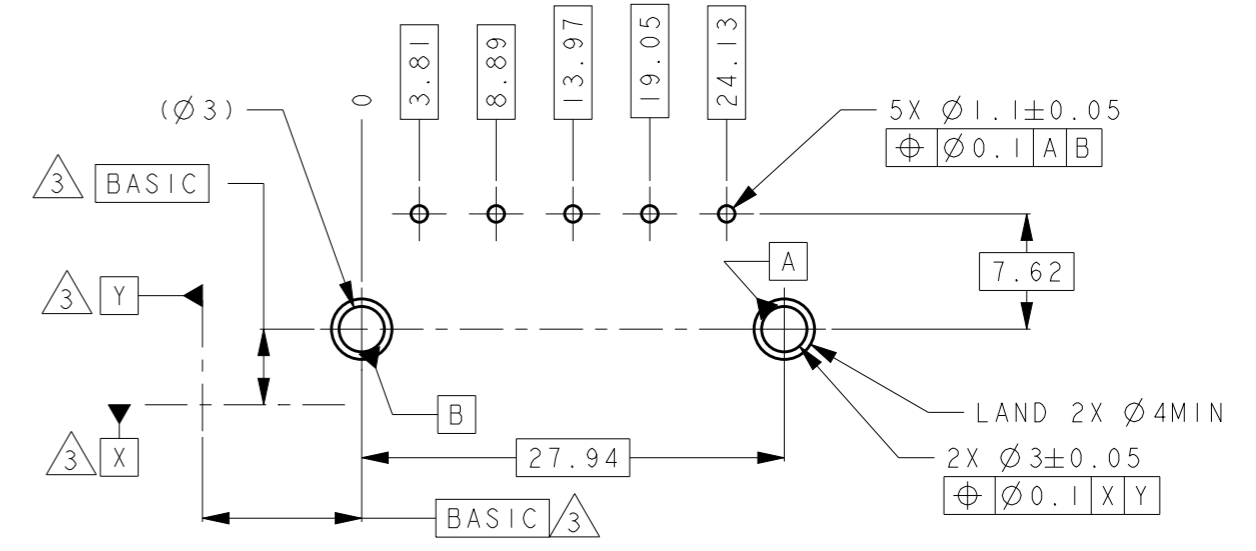 3.81
8.89
13.97
19.05
24.13
0
(Ø3)
5X Ø1.1±0.05
⌖ Ø0.1 A B
3 BASIC
A
7.62
3 Y
B
LAND 2X Ø4MIN
3 X
27.94
2X Ø3±0.05
⌖ Ø0.1 X Y
BASIC 3